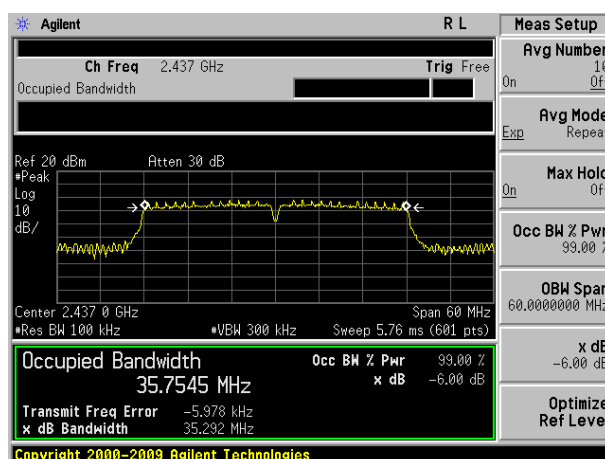 Agilent R L
Ch Freq 2.437 GHz Trig Free
Occupied Bandwidth
Ref 20 dBm Atten 30 dB
#Peak
Log
10
dB/
Center 2.437 0 GHz Span 60 MHz
#Res BW 100 kHz #VBW 300 kHz Sweep 5.76 ms (601 pts)
Occupied Bandwidth Occ BW % Pwr 99.00 %
35.7545 MHz x dB -6.00 dB
Transmit Freq Error -5.978 kHz
x dB Bandwidth 35.292 MHz
Copyright 2000-2009 Agilent Technologies
Meas Setup
Avg Number
10
On Of
Avg Mode
Exp Repea
Max Hold
On Of
Occ BW % Pwr
99.00 %
OBW Span
60.0000000 MHz
x dB
-6.00 dB
Optimize
Ref Level